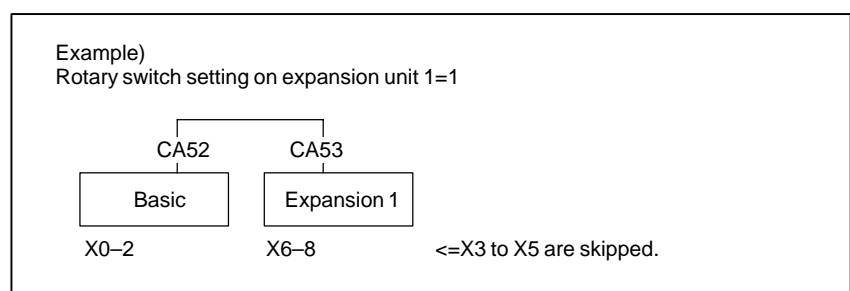 Example)
Rotary switch setting on expansion unit 1=1
CA52 CA53
Basic Expansion 1
X0–2 X6–8 <=X3 to X5 are skipped.